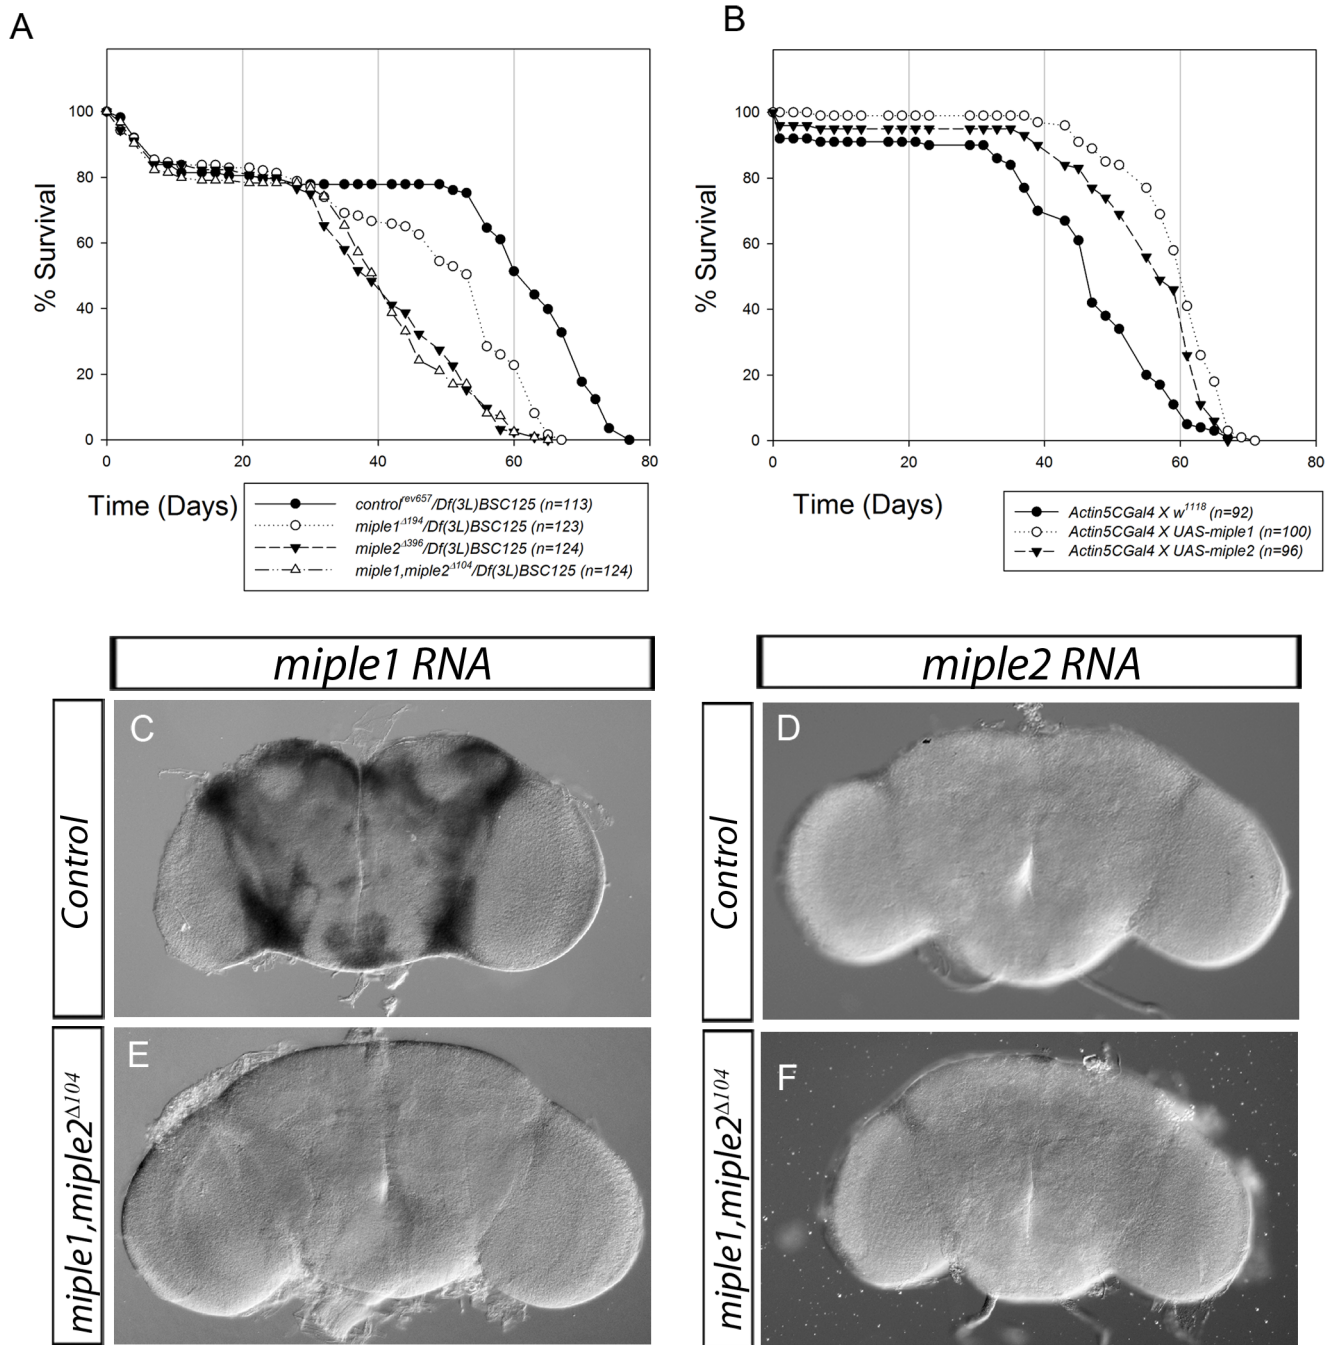 A
B
100
80
60
40
20
0
% Survival
0 20 40 60 80
Time (Days)
control^rev657/Df(3L)BSC125 (n=113)
miple1^Δ194/Df(3L)BSC125 (n=123)
miple2^Δ396/Df(3L)BSC125 (n=124)
miple1,miple2^Δ104/Df(3L)BSC125 (n=124)
100
80
60
40
20
0
% Survival
0 20 40 60 80
Time (Days)
Actin5CGal4 X w^1118 (n=92)
Actin5CGal4 X UAS-miple1 (n=100)
Actin5CGal4 X UAS-miple2 (n=96)
miple1 RNA
miple2 RNA
Control
C
Control
D
miple1,miple2^Δ104
E
miple1,miple2^Δ104
F